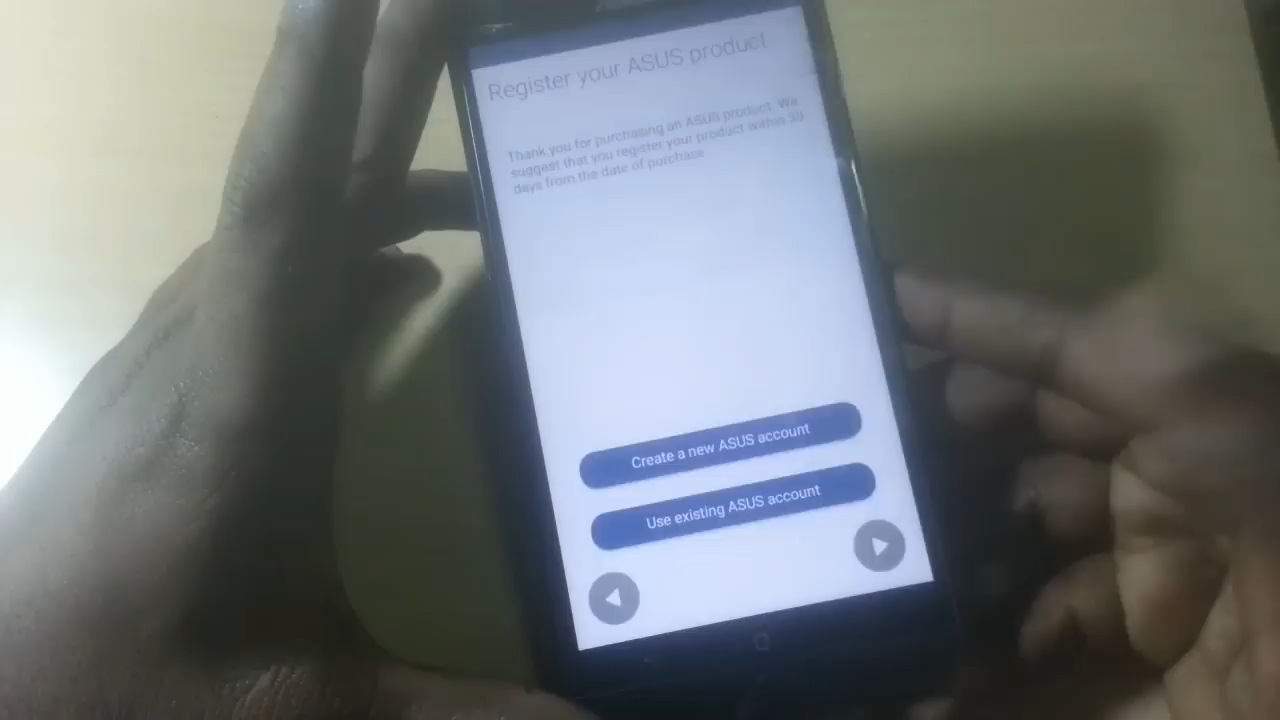 Register your ASUS product
Thank you for purchasing an ASUS product. We
suggest that you register your product within 30
days from the date of purchase
Create a new ASUS account
Use existing ASUS account